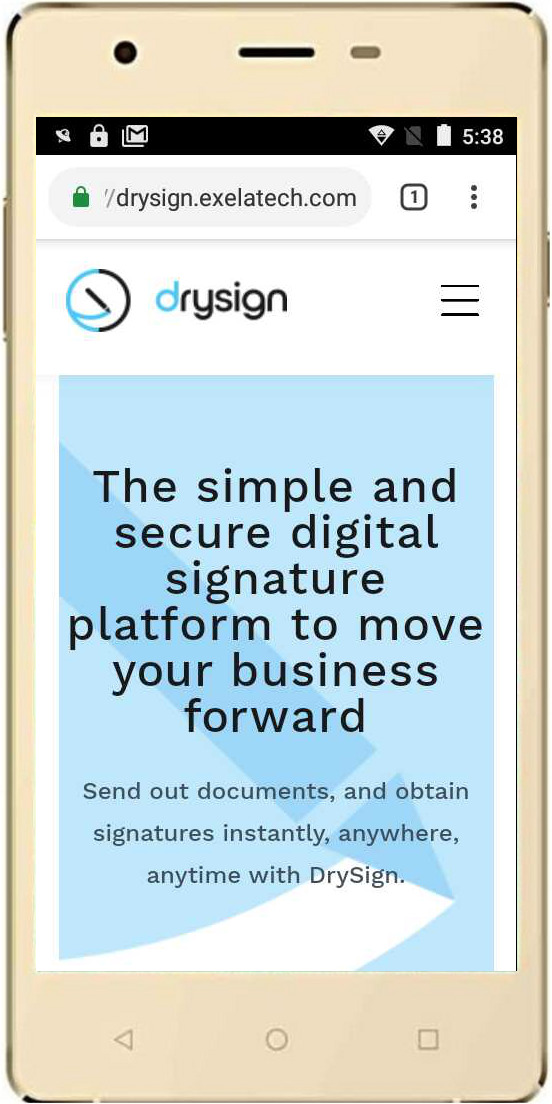 5:38
//drysign.exelatech.com
1
drysign
The simple and
secure digital
signature
platform to move
your business
forward
Send out documents, and obtain
signatures instantly, anywhere,
anytime with DrySign.